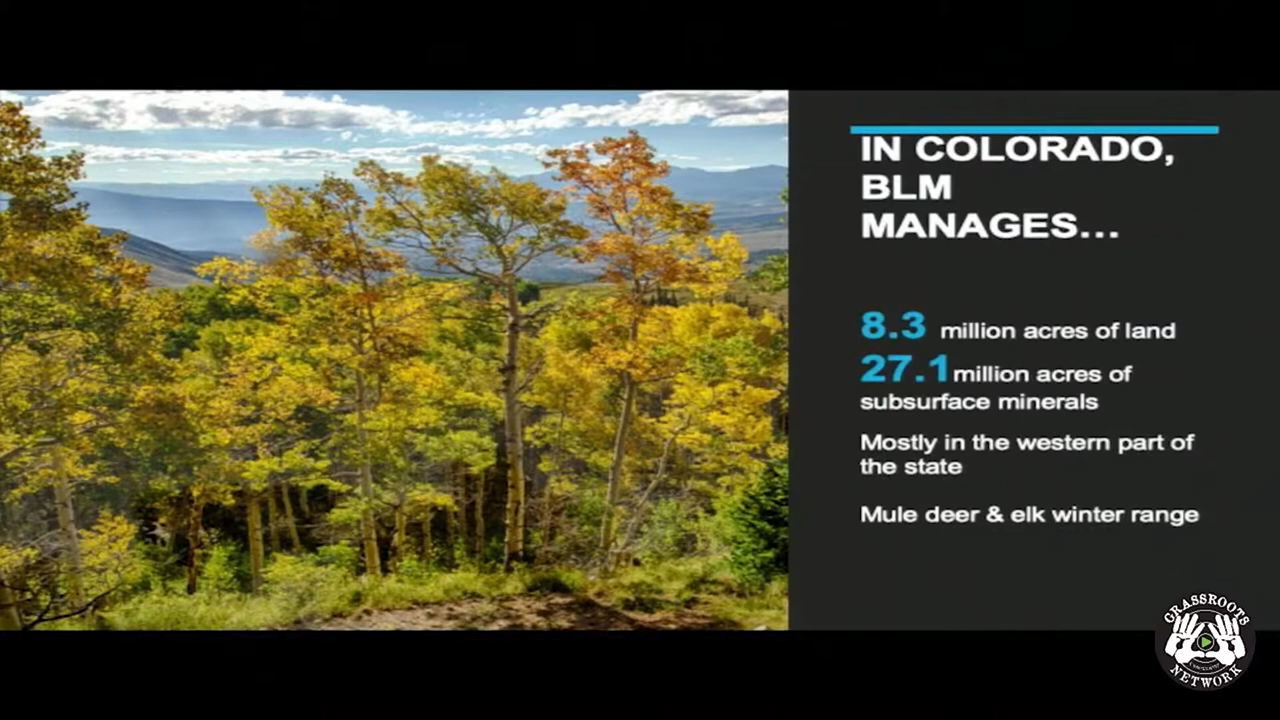 IN COLORADO,
BLM
MANAGES...
8.3 million acres of land
27.1 million acres of
subsurface minerals
Mostly in the western part of
the state
Mule deer & elk winter range
GRASSROOTS
NETWORK